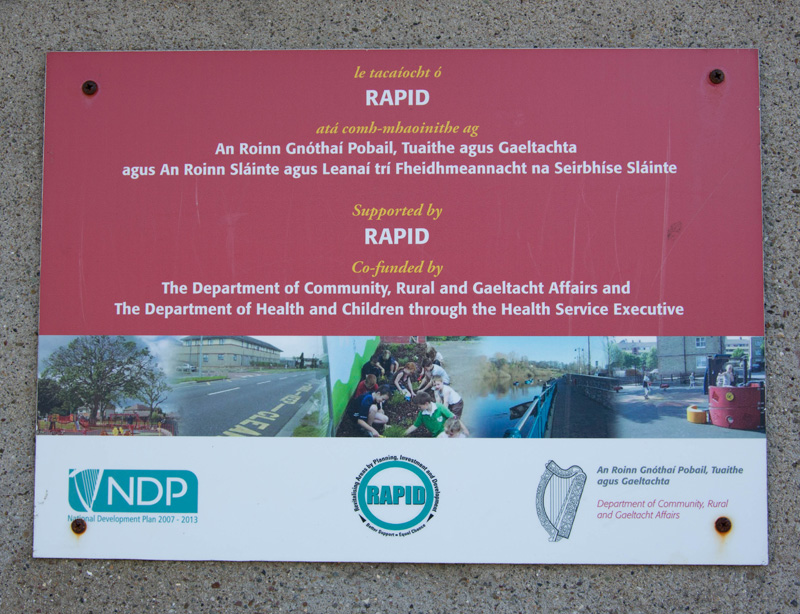 le tacaíocht ó
RAPID
atá comh-mhaoinithe ag
An Roinn Gnóthaí Pobail, Tuaithe agus Gaeltachta
agus An Roinn Sláinte agus Leanaí trí Fheidhmeannacht na Seirbhíse Sláinte
Supported by
RAPID
Co-funded by
The Department of Community, Rural and Gaeltacht Affairs and
The Department of Health and Children through the Health Service Executive
CLEA
NDP
National Development Plan 2007 - 2013
Revitalising Areas by Planning, Investment and Development
RAPID
Better Support • Equal Chance
An Roinn Gnóthaí Pobail, Tuaithe
agus Gaeltachta
Department of Community, Rural
and Gaeltacht Affairs